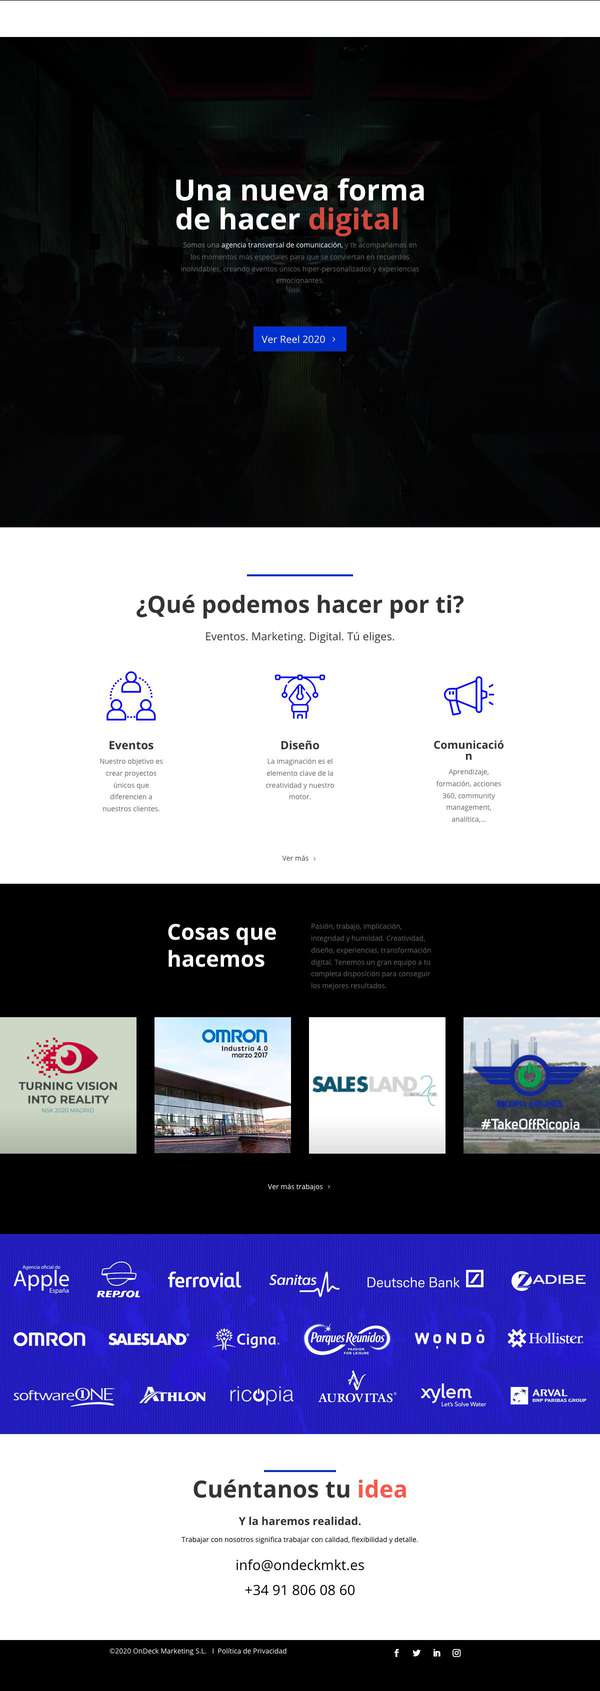 Una nueva forma
de hacer digital
Somos una agencia transversal de comunicación, y te acompañamos en
los momentos más especiales para que se conviertan en recuerdos
inolvidables, creando eventos únicos hiper-personalizados y experiencias
emocionantes.
Ver Reel 2020
¿Qué podemos hacer por ti?
Eventos. Marketing. Digital. Tú eliges.
Eventos
Nuestro objetivo es
crear proyectos
únicos que
diferencien a
nuestros clientes.
Diseño
La imaginación es el
elemento clave de la
creatividad y nuestro
motor.
Comunicació
n
Aprendizaje,
formación, acciones
360, community
management,
analítica,...
Ver más
Cosas que
hacemos
Pasión, trabajo, implicación,
integridad y humildad. Creatividad,
diseño, experiencias, transformación
digital. Tenemos un gran equipo a tu
completa disposición para conseguir
los mejores resultados.
TURNING VISION
INTO REALITY
NSK 2020 MADRID
OMRON
Industria 4.0
marzo 2017
SALESLAND
RICOPIA AIRLINES
#TakeOffRicopia
Ver más trabajos
Agencia oficial de
Apple
España
REPSOL
ferrovial
Sanitas
Deutsche Bank
ADIBE
OMRON
SALESLAND
Cigna.
Parques Reunidos
PASSION
FOR LEISURE
WONDO
Hollister
softwareONE
ATHLON
ricopia
AUROVITAS
xylem
Let's Solve Water
ARVAL
BNP PARIBAS GROUP
Cuéntanos tu idea
Y la haremos realidad.
Trabajar con nosotros significa trabajar con calidad, flexibilidad y detalle.
info@ondeckmkt.es
+34 91 806 08 60
©2020 OnDeck Marketing S.L. I Política de Privacidad